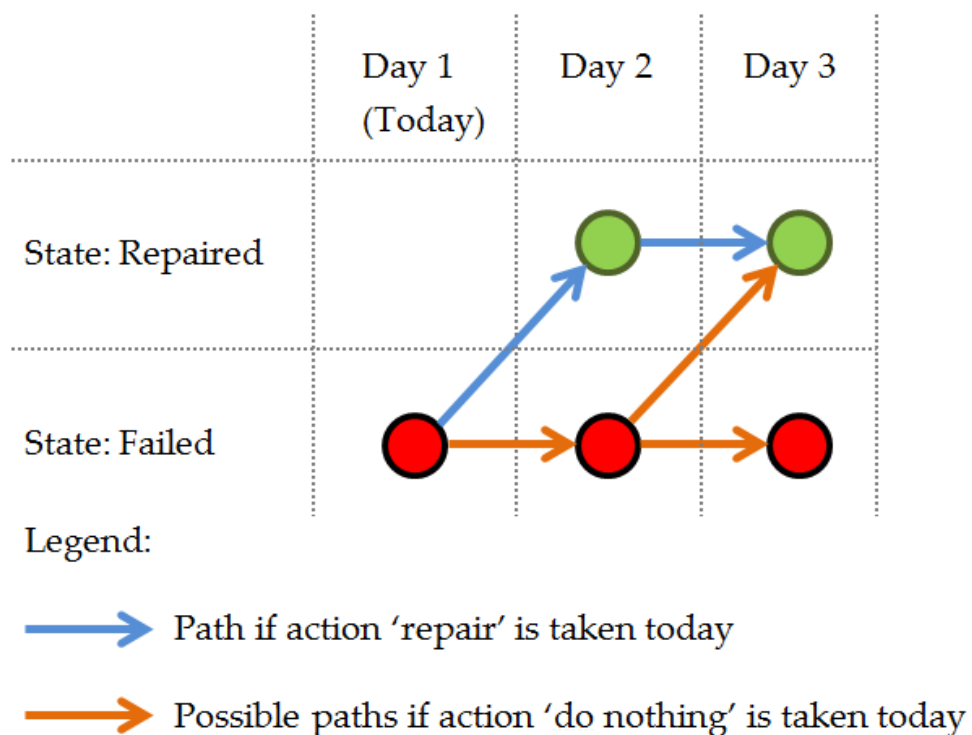 Day 1
(Today)
Day 2
Day 3
State: Repaired
State: Failed
Legend:
Path if action ‘repair’ is taken today
Possible paths if action ‘do nothing’ is taken today